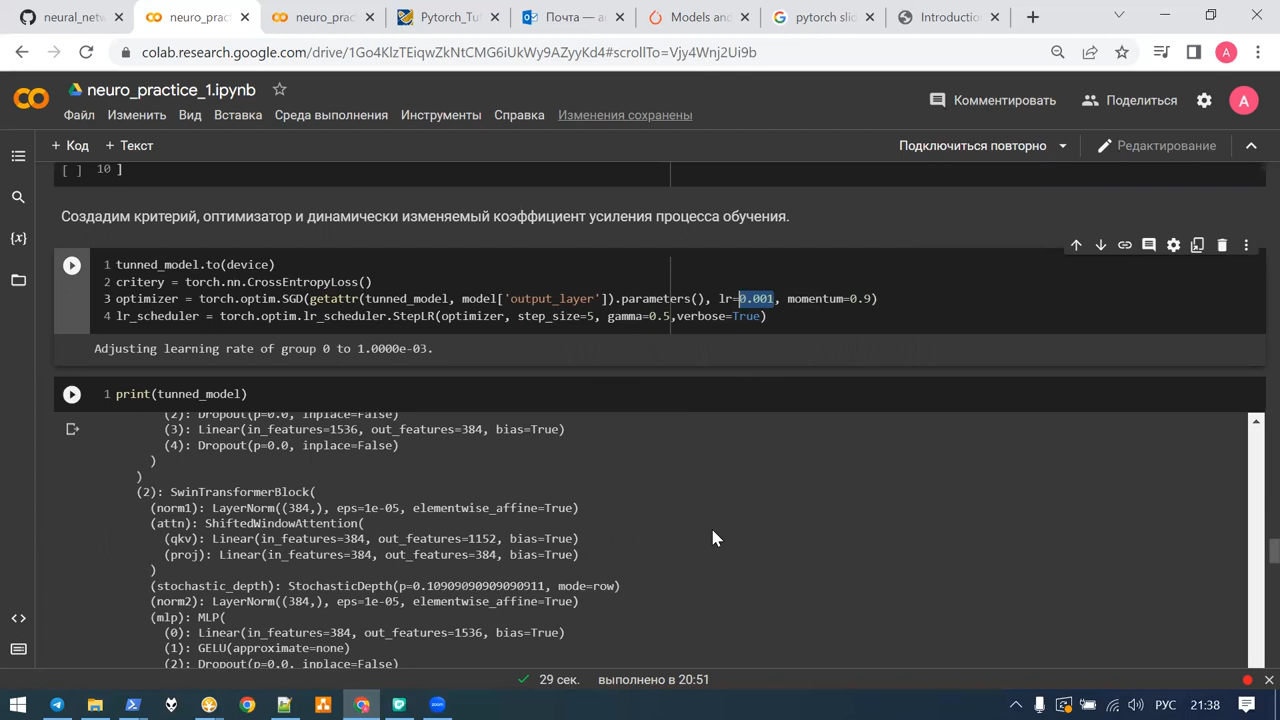 neural_netw
neuro_pract
neuro_pract
Pytorch_Tut
Почта — a
Models and
pytorch slid
Introduction
colab.research.google.com/drive/1Go4KlzTEiqwZkNtCMG6iUkWy9AZyyKd4#scrollTo=Vjy4Wnj2Ui9b
A
neuro_practice_1.ipynb
Комментировать
Поделиться
A
Файл Изменить Вид Вставка Среда выполнения Инструменты Справка Изменения сохранены
+ Код + Текст
Подключиться повторно
Редактирование
[ ] 10 ]
Создадим критерий, оптимизатор и динамически изменяемый коэффициент усиления процесса обучения.
1 tunned_model.to(device)
2 critery = torch.nn.CrossEntropyLoss()
3 optimizer = torch.optim.SGD(getattr(tunned_model, model['output_layer']).parameters(), lr=0.001, momentum=0.9)
4 lr_scheduler = torch.optim.lr_scheduler.StepLR(optimizer, step_size=5, gamma=0.5,verbose=True)
Adjusting learning rate of group 0 to 1.0000e-03.
1 print(tunned_model)
(2): Dropout(p=0.0, inplace=False)
(3): Linear(in_features=1536, out_features=384, bias=True)
(4): Dropout(p=0.0, inplace=False)
)
)
(2): SwinTransformerBlock(
(norm1): LayerNorm((384,), eps=1e-05, elementwise_affine=True)
(attn): ShiftedWindowAttention(
(qkv): Linear(in_features=384, out_features=1152, bias=True)
(proj): Linear(in_features=384, out_features=384, bias=True)
)
(stochastic_depth): StochasticDepth(p=0.10909090909090911, mode=row)
(norm2): LayerNorm((384,), eps=1e-05, elementwise_affine=True)
(mlp): MLP(
(0): Linear(in_features=384, out_features=1536, bias=True)
(1): GELU(approximate=none)
(2): Dropout(p=0.0, inplace=False)
29 сек. выполнено в 20:51
РУС
21:38